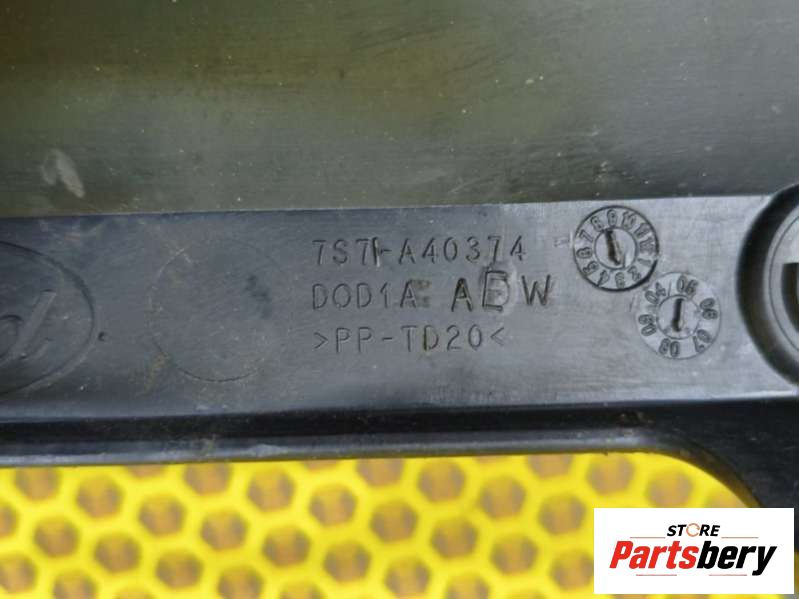 7S71-A40374
DOD1A AEW
>PP-TD20<
STORE
Partsbery